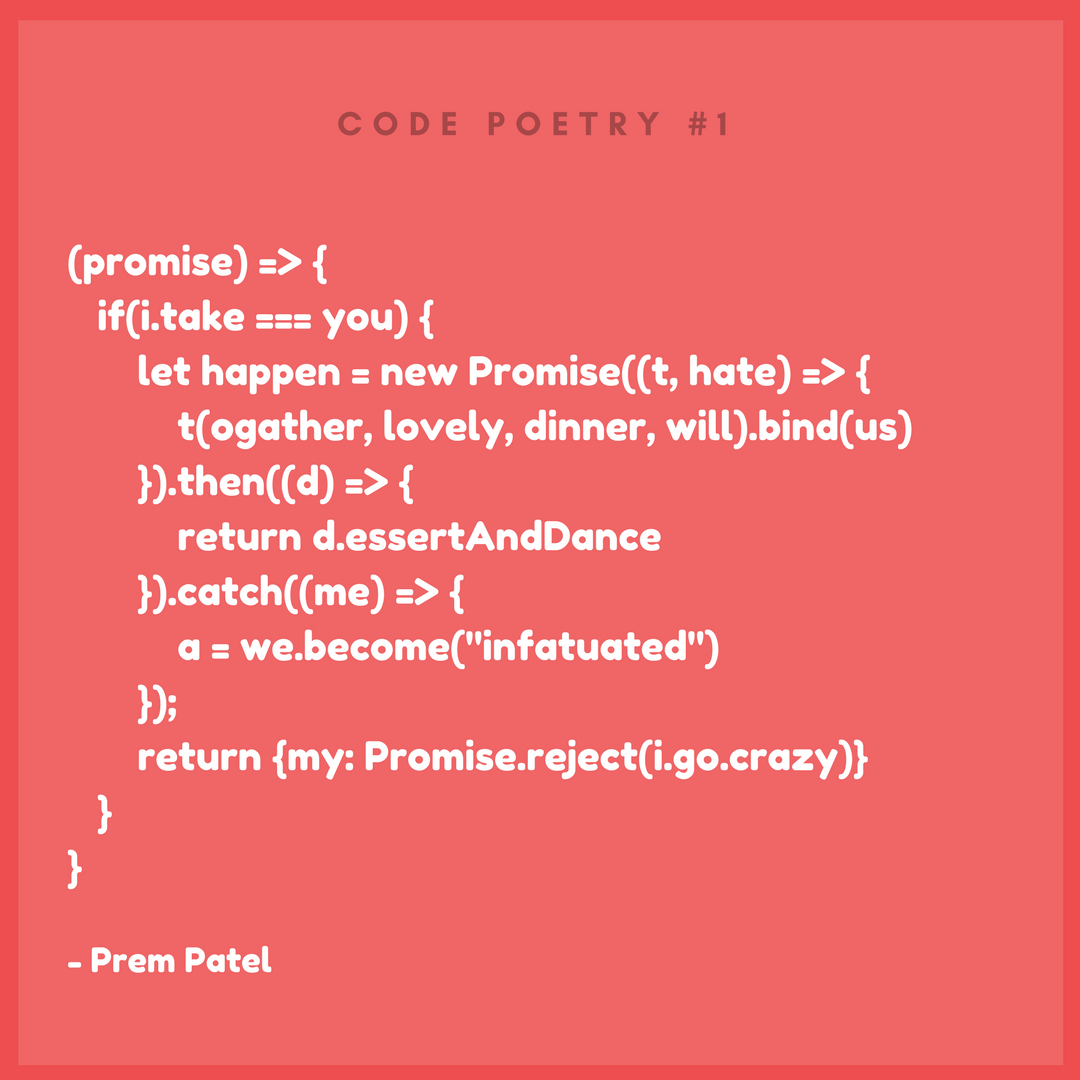 CODE POETRY #1
(promise) => {
if(i.take === you) {
let happen = new Promise((t, hate) => {
t(ogather, lovely, dinner, will).bind(us)
}).then((d) => {
return d.essertAndDance
}).catch((me) => {
a = we.become("infatuated")
});
return {my: Promise.reject(i.go.crazy)}
}
}
- Prem Patel